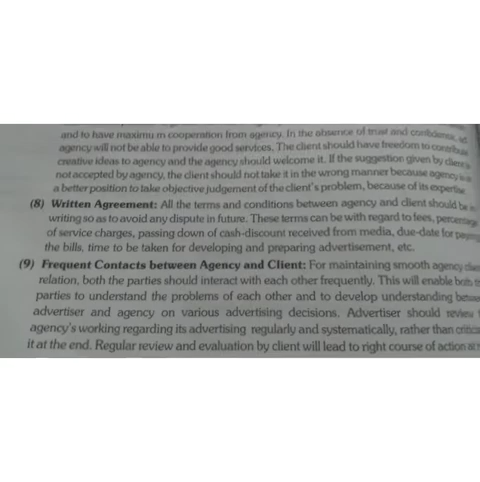 and to have maximu m cooperation from agency. In the absence of trust and confidence,
agency will not be able to provide good services. The client should have freedom to contribute
creative ideas to agency and the agency should welcome it. If the suggestion given by client is
not accepted by agency, the client should not take it in the wrong manner because agency is in
a better position to take objective judgement of the client's problem, because of its expertise.
(8) Written Agreement: All the terms and conditions between agency and client should be in
writing so as to avoid any dispute in future. These terms can be with regard to fees, percentage
of service charges, passing down of cash-discount received from media, due-date for paying
the bills, time to be taken for developing and preparing advertisement, etc.
(9) Frequent Contacts between Agency and Client: For maintaining smooth agency
relation, both the parties should interact with each other frequently. This will enable both
parties to understand the problems of each other and to develop understanding between
advertiser and agency on various advertising decisions. Advertiser should review
agency's working regarding its advertising regularly and systematically, rather than
it at the end. Regular review and evaluation by client will lead to right course of action at